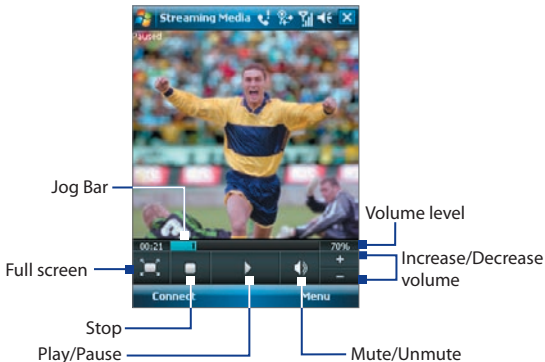 Streaming Media
Paused
Jog Bar
Volume level
00:21
70%
Full screen
+
Increase/Decrease
volume
−
Connect
Menu
Stop
Play/Pause
Mute/Unmute